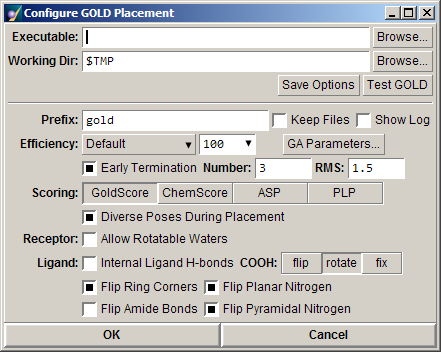 Configure GOLD Placement
Executable: Browse...
Working Dir: $TMP Browse...
Save Options Test GOLD
Prefix: gold Keep Files Show Log
Efficiency: Default 100 GA Parameters...
Early Termination Number: 3 RMS: 1.5
Scoring: GoldScore ChemScore ASP PLP
Diverse Poses During Placement
Receptor: Allow Rotatable Waters
Ligand: Internal Ligand H-bonds COOH: flip rotate fix
Flip Ring Corners Flip Planar Nitrogen
Flip Amide Bonds Flip Pyramidal Nitrogen
OK Cancel